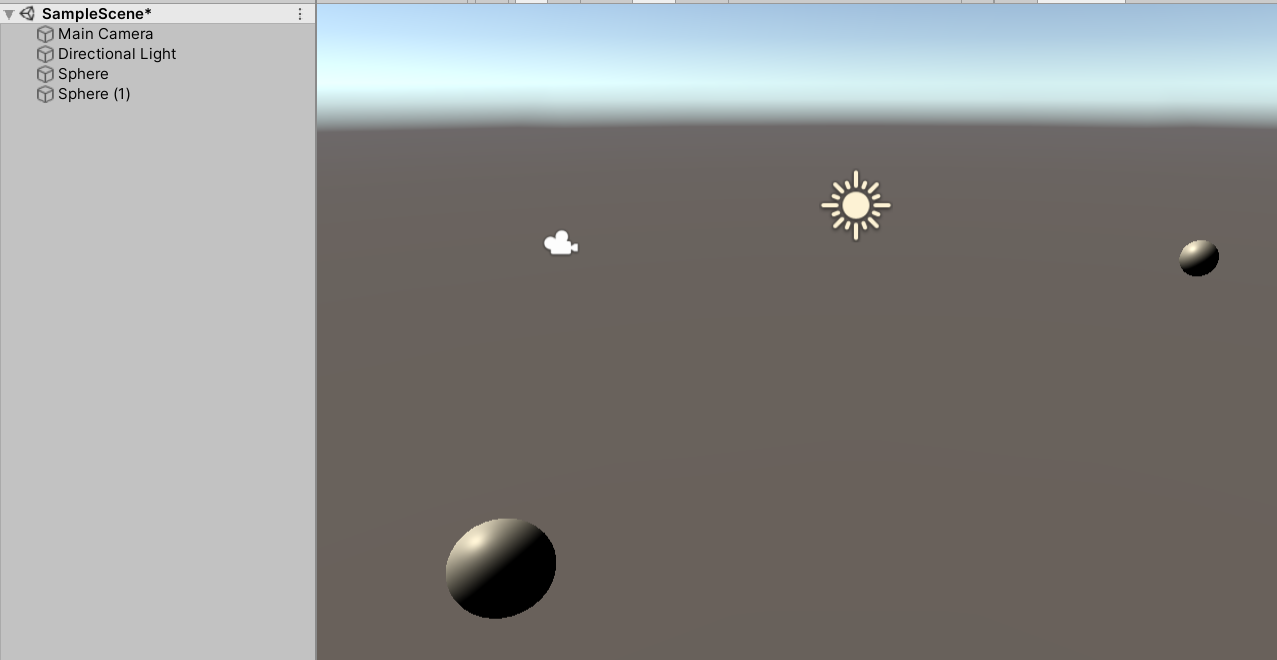 SampleScene*
Main Camera
Directional Light
Sphere
Sphere (1)